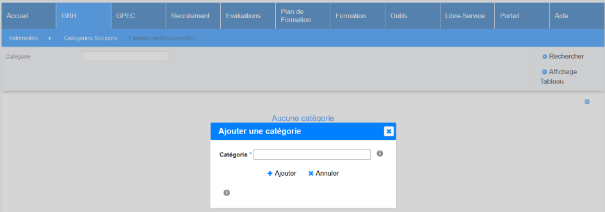 Accueil GRH GPEC Recrutement Evaluations Plan de Formation Formation Outils Libre-Service Portail Aide
Indemnités Catégories Sociopro.
Catégorie Rechercher
Affichage Tableau
Aucune catégorie
Ajouter une catégorie
Catégorie *
Ajouter Annuler